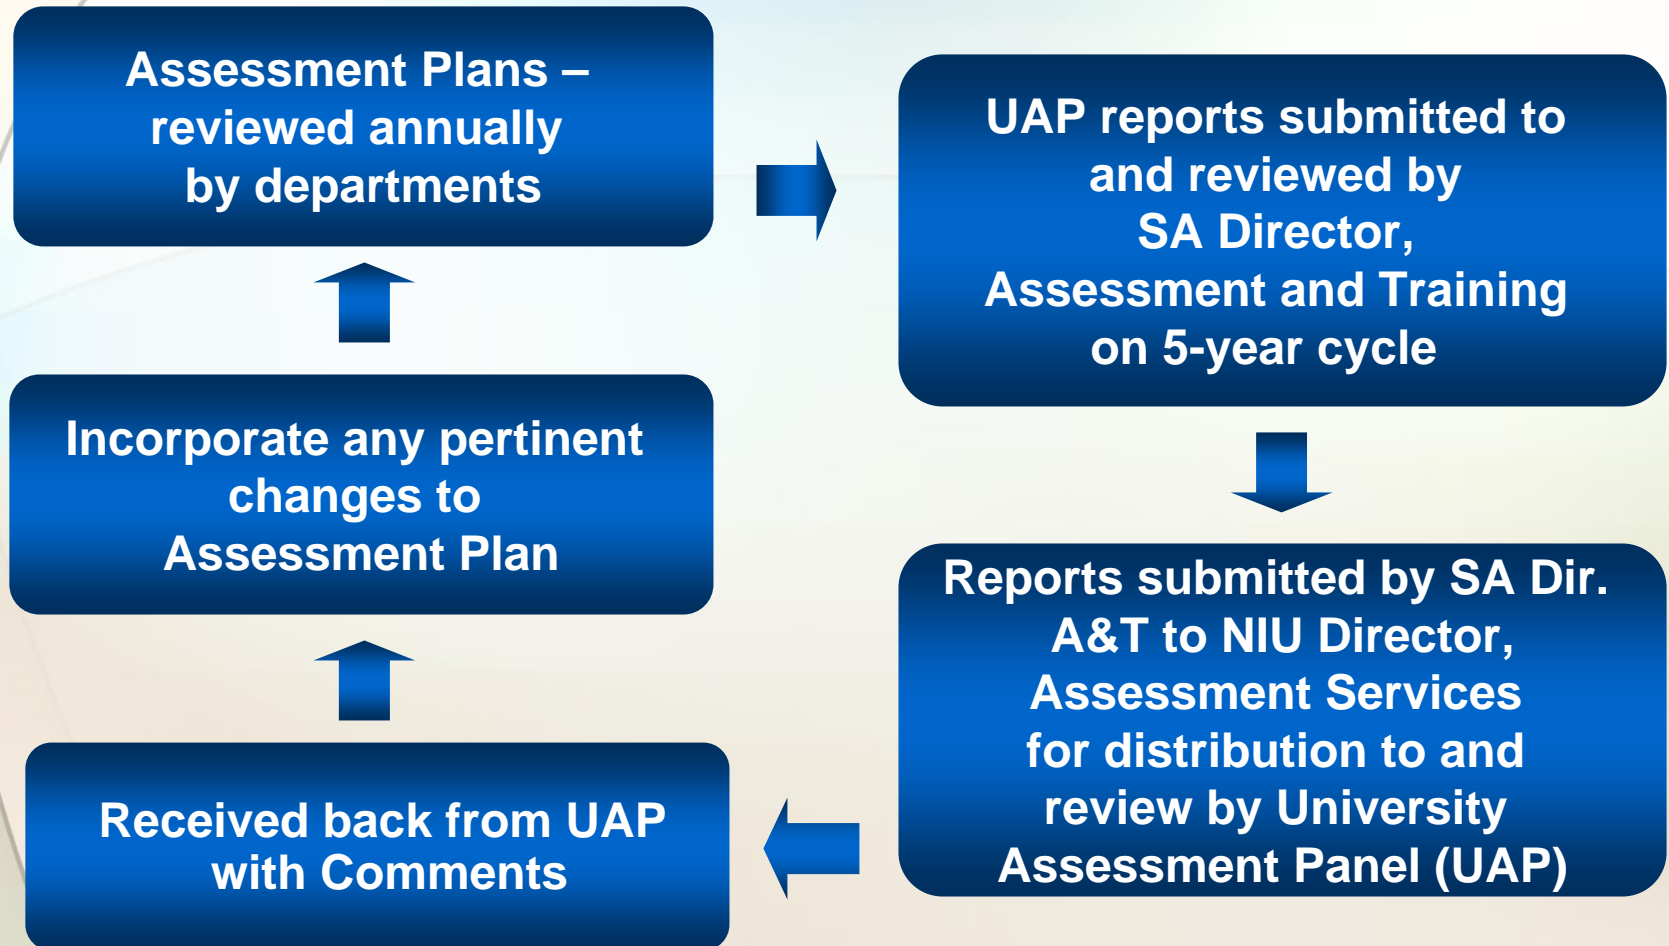 Assessment Plans –
reviewed annually
by departments
UAP reports submitted to
and reviewed by
SA Director,
Assessment and Training
on 5-year cycle
Reports submitted by SA Dir.
A&T to NIU Director,
Assessment Services
for distribution to and
review by University
Assessment Panel (UAP)
Received back from UAP
with Comments
Incorporate any pertinent
changes to
Assessment Plan